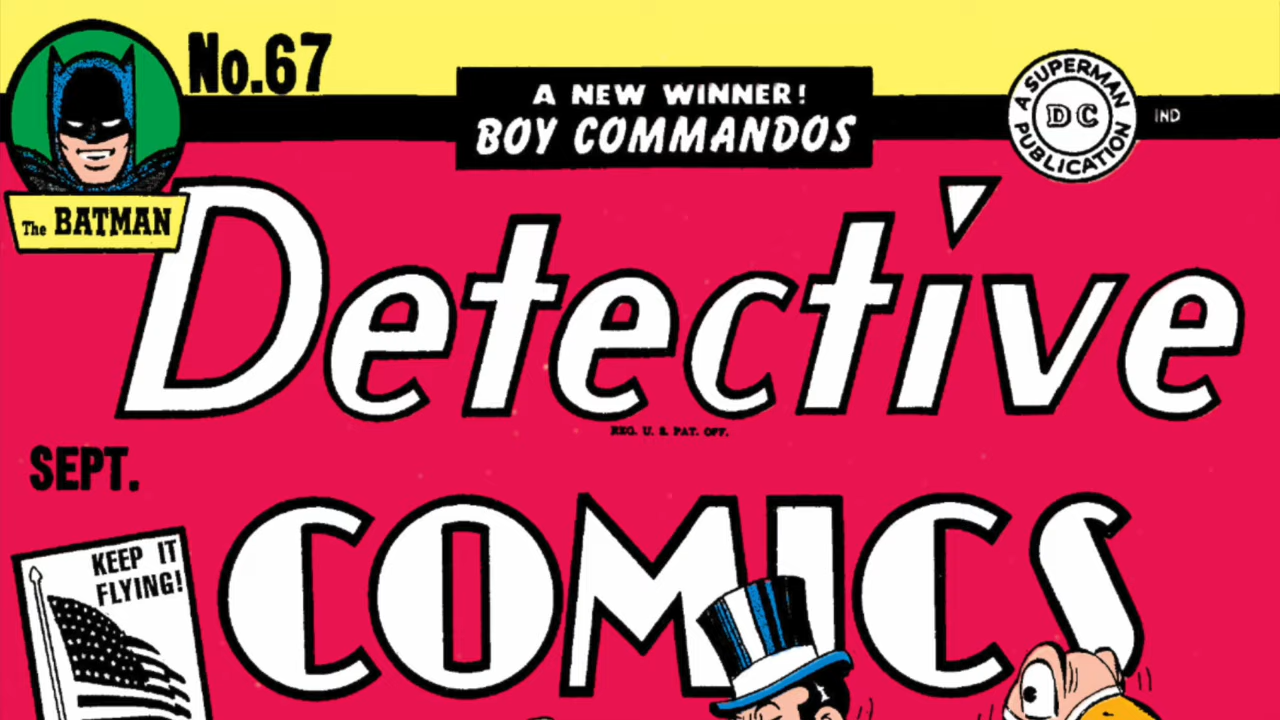 No.67
A NEW WINNER!
BOY COMMANDOS
A SUPERMAN
DC
PUBLICATION
IND
The BATMAN
Detective
REG. U. S. PAT. OFF.
SEPT.
COMICS
KEEP IT
FLYING!